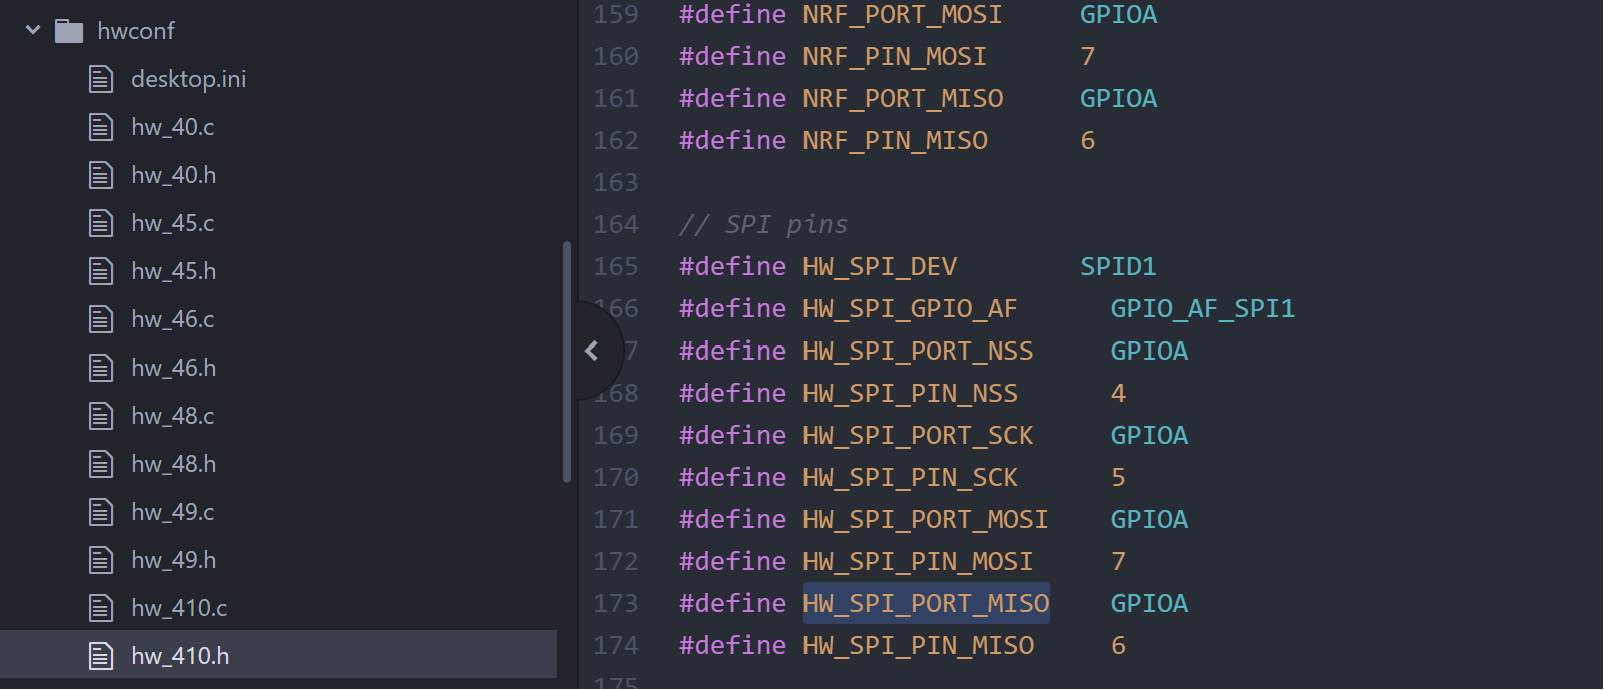 hwconf
desktop.ini
hw_40.c
hw_40.h
hw_45.c
hw_45.h
hw_46.c
hw_46.h
hw_48.c
hw_48.h
hw_49.c
hw_49.h
hw_410.c
hw_410.h
159 #define NRF_PORT_MOSI GPIOA
160 #define NRF_PIN_MOSI 7
161 #define NRF_PORT_MISO GPIOA
162 #define NRF_PIN_MISO 6
163
164 // SPI pins
165 #define HW_SPI_DEV SPID1
166 #define HW_SPI_GPIO_AF GPIO_AF_SPI1
7 #define HW_SPI_PORT_NSS GPIOA
168 #define HW_SPI_PIN_NSS 4
169 #define HW_SPI_PORT_SCK GPIOA
170 #define HW_SPI_PIN_SCK 5
171 #define HW_SPI_PORT_MOSI GPIOA
172 #define HW_SPI_PIN_MOSI 7
173 #define HW_SPI_PORT_MISO GPIOA
174 #define HW_SPI_PIN_MISO 6
175